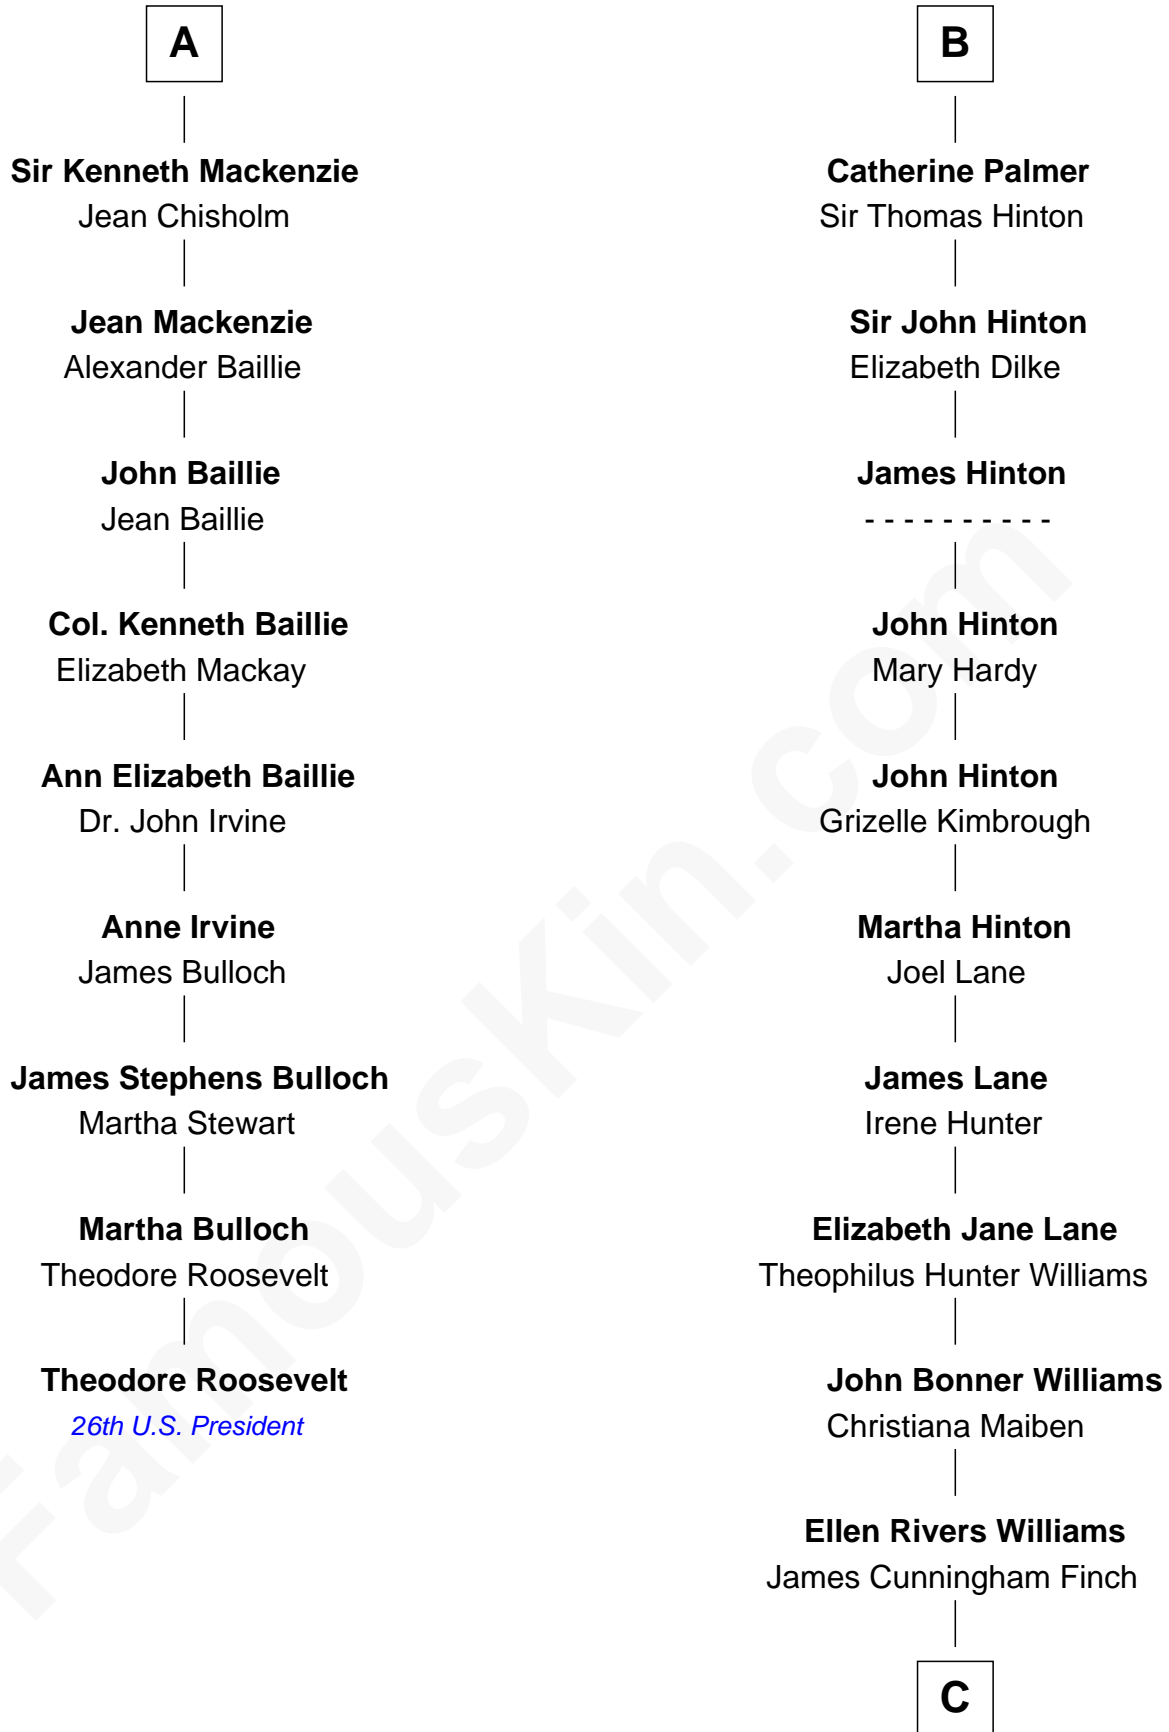 A
Sir Kenneth Mackenzie
Jean Chisholm
Jean Mackenzie
Alexander Baillie
John Baillie
Jean Baillie
Col. Kenneth Baillie
Elizabeth Mackay
Ann Elizabeth Baillie
Dr. John Irvine
Anne Irvine
James Bulloch
James Stephens Bulloch
Martha Stewart
Martha Bulloch
Theodore Roosevelt
Theodore Roosevelt
26th U.S. President
B
Catherine Palmer
Sir Thomas Hinton
Sir John Hinton
Elizabeth Dilke
James Hinton
- - - - - - - - - -
John Hinton
Mary Hardy
John Hinton
Grizelle Kimbrough
Martha Hinton
Joel Lane
James Lane
Irene Hunter
Elizabeth Jane Lane
Theophilus Hunter Williams
John Bonner Williams
Christiana Maiben
Ellen Rivers Williams
James Cunningham Finch
C
FamousKin.com